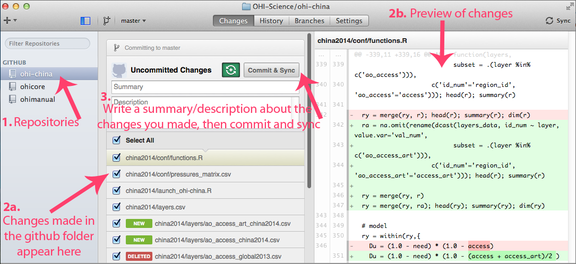 OHI-Science/ohi-china
master
Changes
History
Branches
Settings
Sync
Filter Repositories
GITHUB
ohi-china
ohicore
ohimanual
1. Repositories
2a.
Changes made in
the github folder
appear here
Committing to master
Uncommitted Changes
Commit & Sync
Summary
Description
3.
Write a summary/description about the
changes you made, then commit and sync
Select All
china2014/conf/functions.R
china2014/conf/pressures_matrix.csv
china2014/launch_ohi-china.R
china2014/layers.csv
NEW china2014/layers/ao_access_art_china2014.csv
NEW china2014/layers/ao_access_china2014.csv
DELETED china2014/layers/ao_access_global2013.csv
2b. Preview of changes
china2014/conf/functions.R
subset = .(layer %in%
c('ao_access')),
c('id_num'='region_id',
'ao_access'='access')); head(r); summary(r)
342 - ry = merge(ry, r); head(r); summary(r); dim(r)
+ ra = na.omit(rename(dcast(layers_data, id_num ~ layer,
value.var='val_num',
+ subset = .(layer %in%
c('ao_access_art')),
+ c('id_num'='region_id',
'ao_access_art'='access_art')); head(r); summary(r)
+ ry = merge(ry, r)
+ ry = merge(ry, ra); head(ry); summary(ry); dim(ry)
# model
ry = within(ry,{
- Du = (1.0 - need) * (1.0 - access)
351 + Du = (1.0 - need) * (1.0 - (access + access_art)/2 )